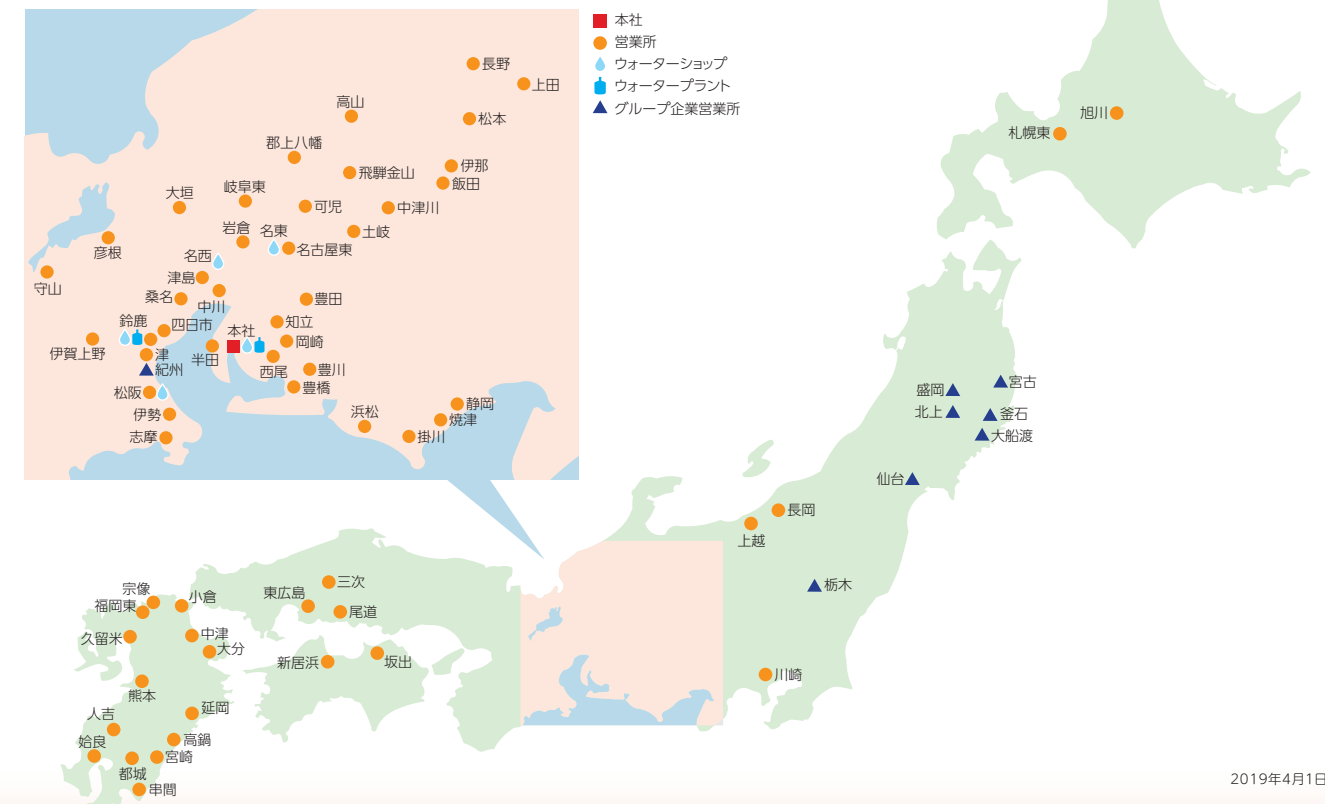 本社
営業所
ウォーターショップ
ウォータープラント
グループ企業営業所
長野
上田
高山
松本
郡上八幡
伊那
飛騨金山
飯田
大垣
岐阜東
可児
中津川
岩倉
名東
土岐
彦根
名古屋東
名西
津島
守山
桑名
中川
豊田
鈴鹿
四日市
本社
知立
伊賀上野
津
半田
岡崎
紀州
西尾
豊川
松阪
豊橋
伊勢
浜松
静岡
焼津
志摩
掛川
旭川
札幌東
盛岡
宮古
北上
釜石
大船渡
仙台
長岡
上越
栃木
川崎
宗像
小倉
福岡東
東広島
三次
尾道
久留米
中津
大分
新居浜
坂出
熊本
人吉
延岡
姶良
高鍋
宮崎
都城
串間
2019年4月1日